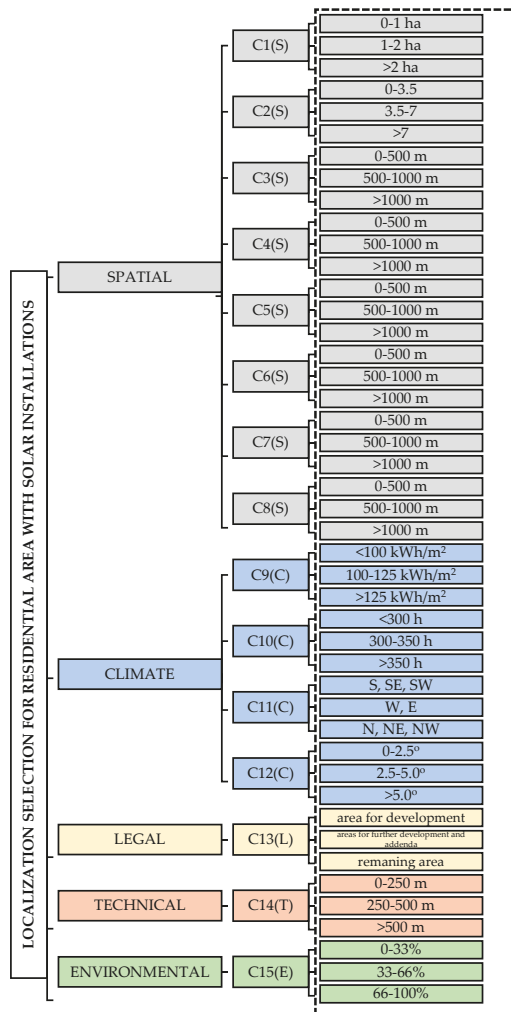 LOCALIZATION SELECTION FOR RESIDENTIAL AREA WITH SOLAR INSTALLATIONS
SPATIAL
C1(S)
0-1 ha
1-2 ha
>2 ha
C2(S)
0-3.5
3.5-7
>7
C3(S)
0-500 m
500-1000 m
>1000 m
C4(S)
0-500 m
500-1000 m
>1000 m
C5(S)
0-500 m
500-1000 m
>1000 m
C6(S)
0-500 m
500-1000 m
>1000 m
C7(S)
0-500 m
500-1000 m
>1000 m
C8(S)
0-500 m
500-1000 m
>1000 m
CLIMATE
C9(C)
<100 kWh/m²
100-125 kWh/m²
>125 kWh/m²
C10(C)
<300 h
300-350 h
>350 h
C11(C)
S, SE, SW
W, E
N, NE, NW
C12(C)
0-2.5º
2.5-5.0º
>5.0º
LEGAL
C13(L)
area for development
areas for further development and
addenda
remaning area
TECHNICAL
C14(T)
0-250 m
250-500 m
>500 m
ENVIRONMENTAL
C15(E)
0-33%
33-66%
66-100%